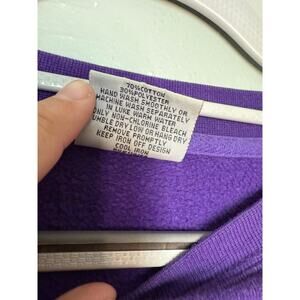 70%COTTON
30%POLYESTER
HAND WASH SMOOTHLY OR
MACHINE WASH SEPARATELY
IN LUKE WARM WATER
ONLY NON-CHLORINE BLEACH
TUMBLE DRY LOW OR HANG DRY
REMOVE PROMPTLY
KEEP IRON OFF DESIGN
COOL IRON